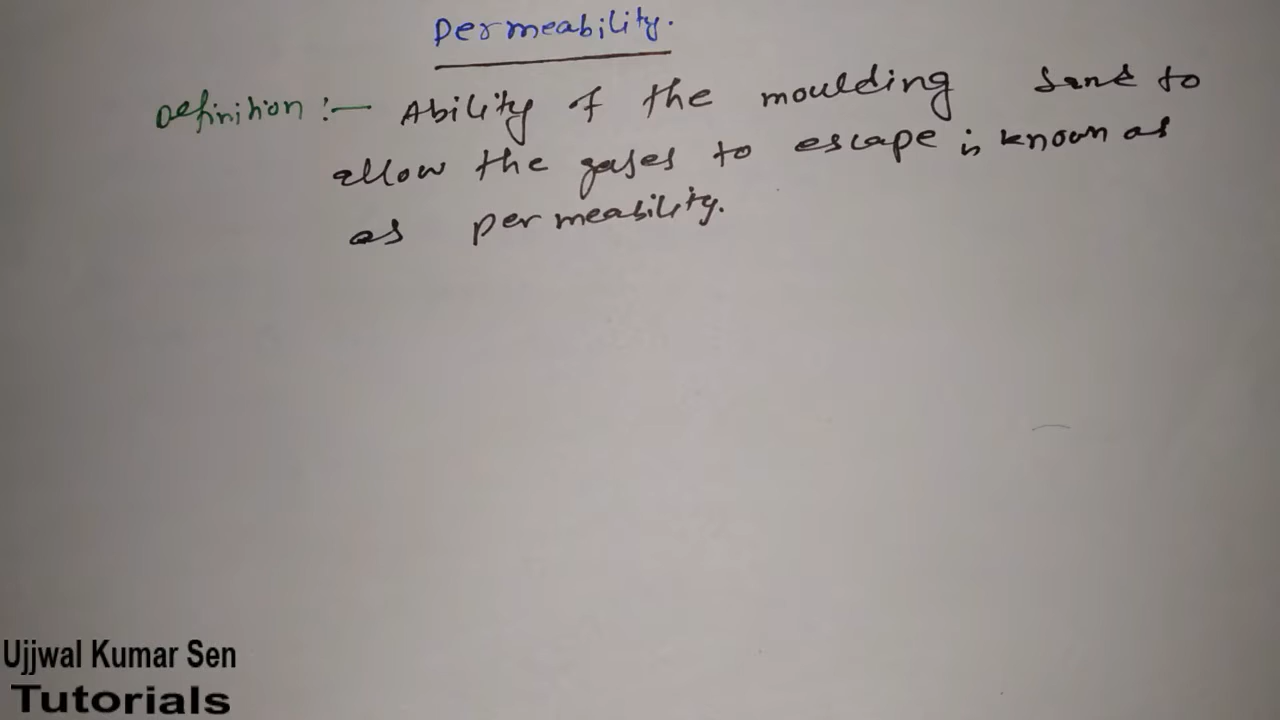 Permeability.
Definition :- Ability of the moulding sand to
allow the gases to escape is known as
as permeability.
Ujjwal Kumar Sen
Tutorials